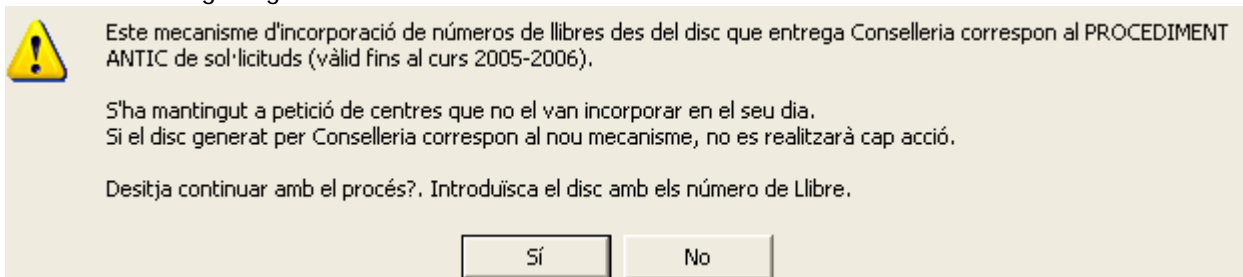 Este mecanisme d'incorporació de números de llibres des del disc que entrega Conselleria correspon al PROCEDIMENT
ANTIC de sol·licituds (vàlid fins al curs 2005-2006).
S'ha mantingut a petició de centres que no el van incorporar en el seu dia.
Si el disc generat per Conselleria correspon al nou mecanisme, no es realitzarà cap acció.
Desitja continuar amb el procés?. Introduïsca el disc amb els número de Llibre.
Sí No